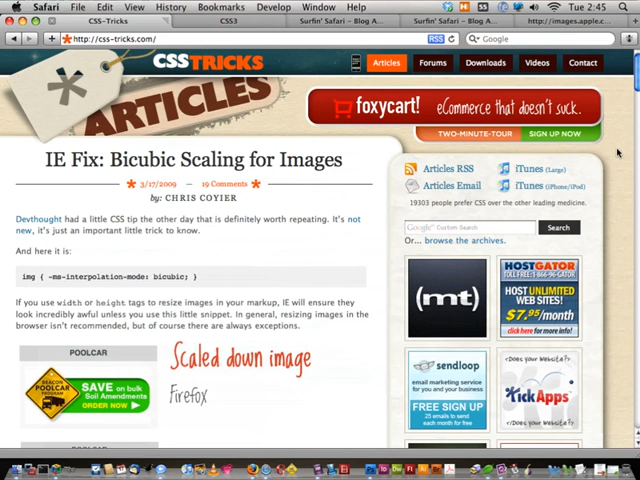 Safari File Edit View History Bookmarks Develop Window Help Tue 2:45
CSS-Tricks CSS3 Surfin' Safari - Blog A... Surfin' Safari - Blog A... http://images.apple.c...
http://css-tricks.com/ RSS Google
CSSTRICKS Articles Forums Downloads Videos Contact
ARTICLES
foxycart! eCommerce that doesn't suck.
TWO-MINUTE-TOUR SIGN UP NOW
IE Fix: Bicubic Scaling for Images
3/17/2009 19 Comments
by: CHRIS COYIER
Devthought had a little CSS tip the other day that is definitely worth repeating. It's not
new, it's just an important little trick to know.
And here it is:
img { -ms-interpolation-mode: bicubic; }
If you use width or height tags to resize images in your markup, IE will ensure they
look incredibly awful unless you use this little snippet. In general, resizing images in the
browser isn't recommended, but of course there are always exceptions.
POOLCAR
BEACON POOLCAR PROGRAM
SAVE on bulk
Soil Amendments
ORDER NOW
Scaled down image
Firefox
POOLCAR
Articles RSS iTunes (Large)
Articles Email iTunes (iPhone/iPod)
19303 people prefer CSS over the other leading medicine.
Google Custom Search Search
Or... browse the archives.
(mt)
HOSTGATOR
CALL 1-866-96-GATOR
HOST UNLIMITED
WEB SITES!
$7.95/month
click here for more info!
sendloop
email marketing service
for you and your business
FREE SIGN UP
25 emails to send
each month for free
<Does your Website?/>
KickApps
<Does your Website?/>